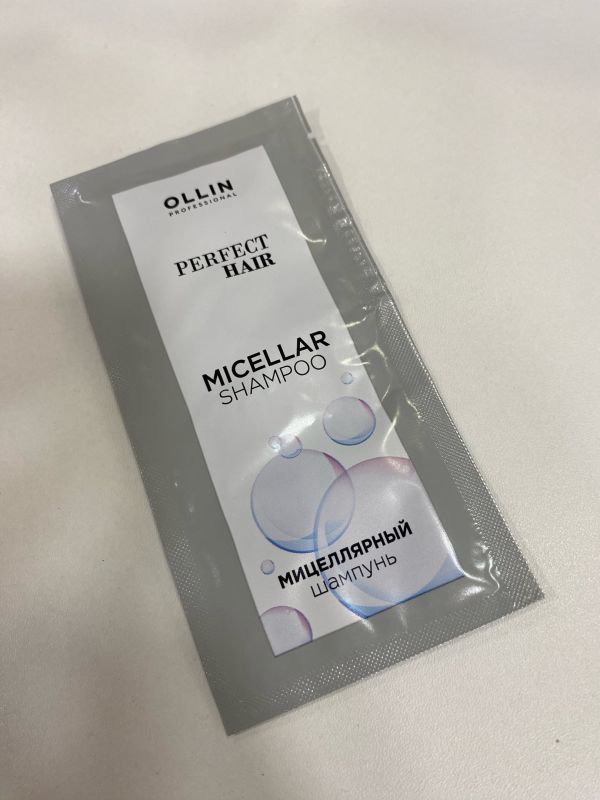 OLLIN
PROFESSIONAL
PERFECT
HAIR
MICELLAR
SHAMPOO
МИЦЕЛЛЯРНЫЙ
шампунь